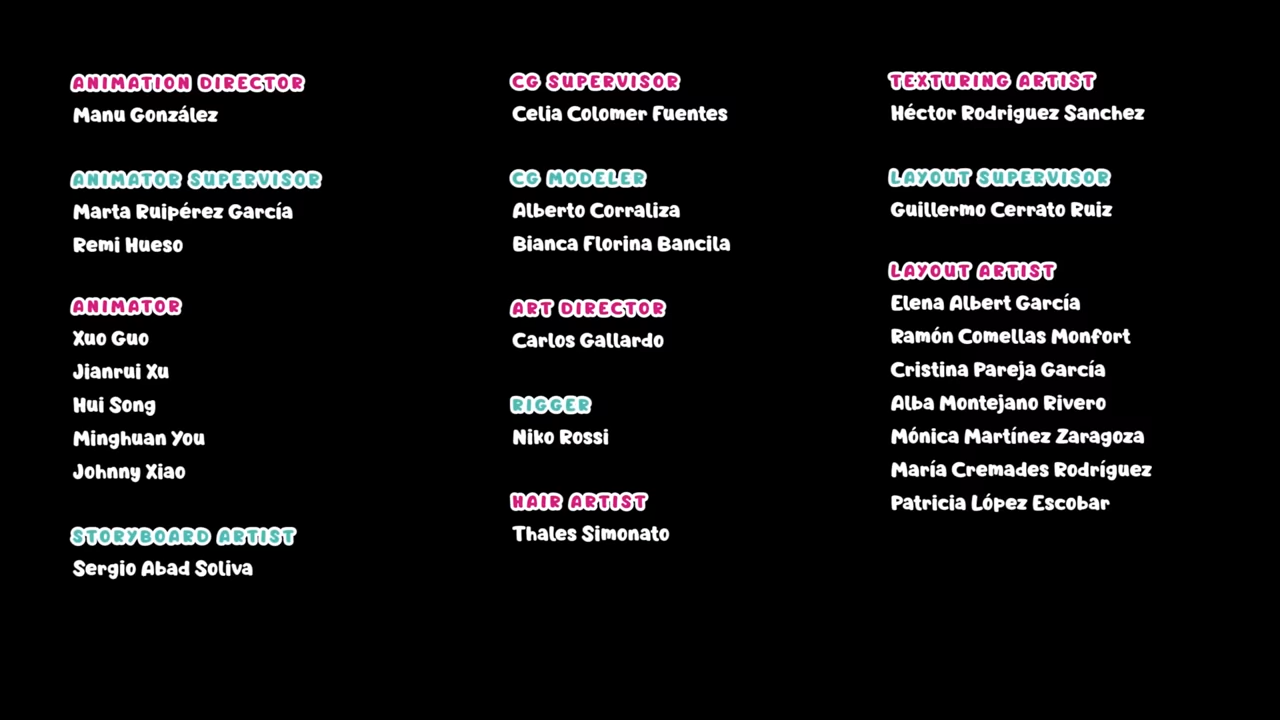 ANIMATION DIRECTOR
Manu González
ANIMATOR SUPERVISOR
Marta Ruipérez García
Remi Hueso
ANIMATOR
Xuo Guo
Jianrui Xu
Hui Song
Minghuan You
Johnny Xiao
STORYBOARD ARTIST
Sergio Abad Soliva
CG SUPERVISOR
Celia Colomer Fuentes
CG MODELER
Alberto Corraliza
Bianca Florina Bancila
ART DIRECTOR
Carlos Gallardo
RIGGER
Niko Rossi
HAIR ARTIST
Thales Simonato
TEXTURING ARTIST
Héctor Rodriguez Sanchez
LAYOUT SUPERVISOR
Guillermo Cerrato Ruiz
LAYOUT ARTIST
Elena Albert García
Ramón Comellas Monfort
Cristina Pareja García
Alba Montejano Rivero
Mónica Martínez Zaragoza
María Cremades Rodríguez
Patricia López Escobar